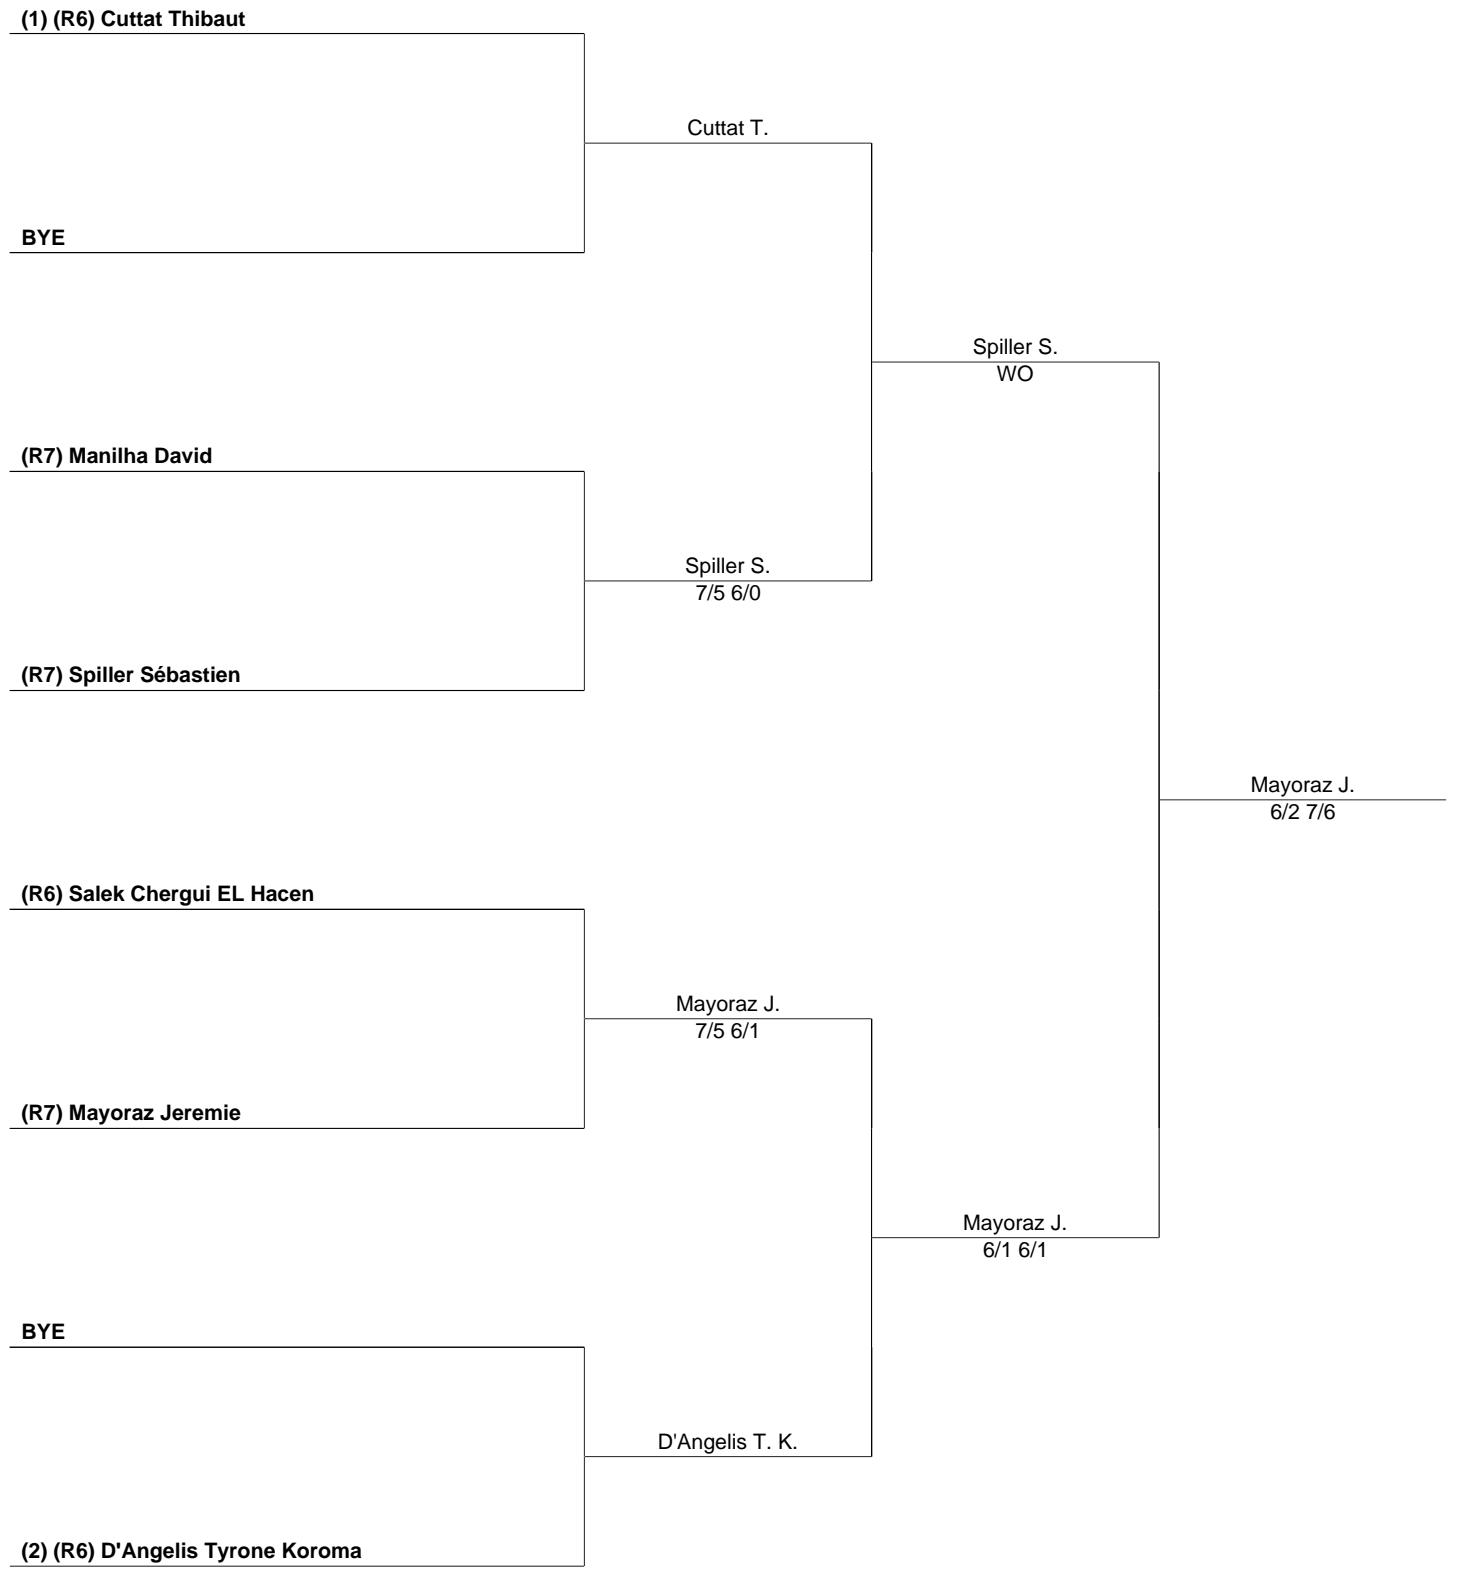 (1) (R6) Cuttat Thibaut
Cuttat T.
BYE
Spiller S.
WO
(R7) Manilha David
Spiller S.
7/5 6/0
(R7) Spiller Sébastien
Mayoraz J.
6/2 7/6
(R6) Salek Chergui EL Hacen
Mayoraz J.
7/5 6/1
(R7) Mayoraz Jeremie
Mayoraz J.
6/1 6/1
BYE
D'Angelis T. K.
(2) (R6) D'Angelis Tyrone Koroma